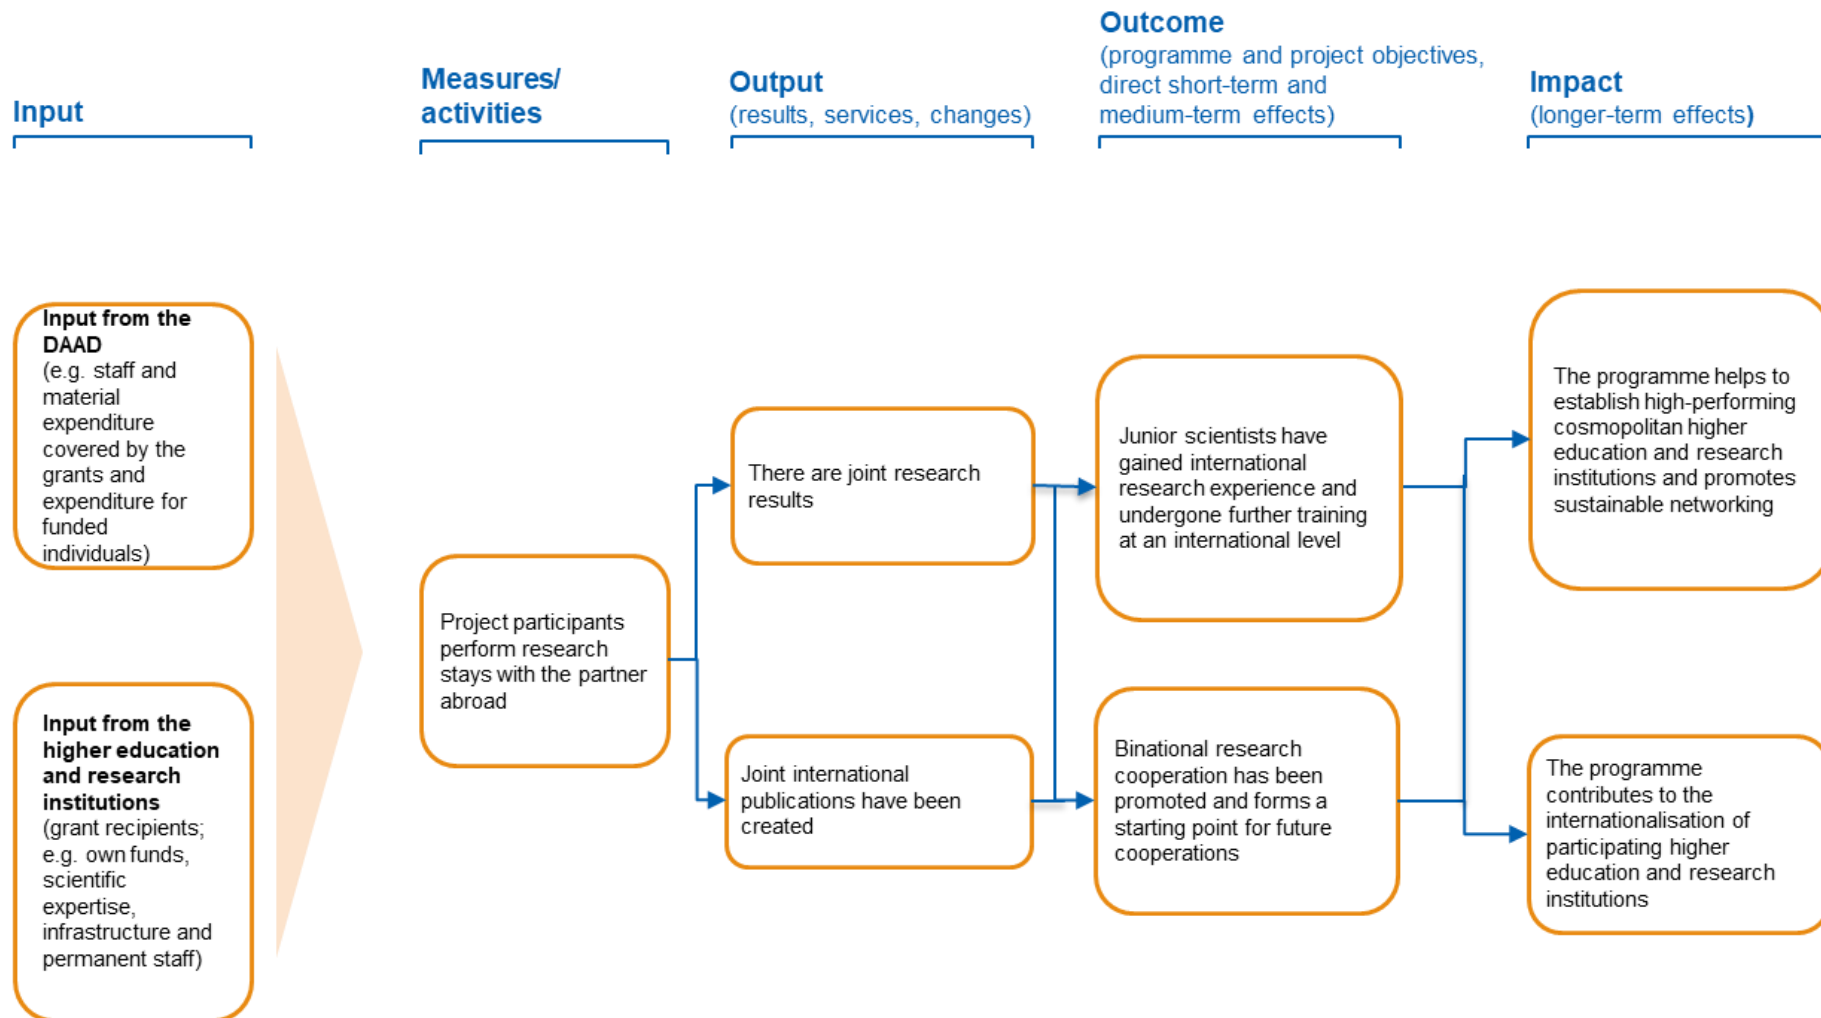 Input
Measures/
activities
Output
(results, services, changes)
Outcome
(programme and project objectives,
direct short-term and
medium-term effects)
Impact
(longer-term effects)
Input from the
DAAD
(e.g. staff and
material
expenditure
covered by the
grants and
expenditure for
funded
individuals)
Input from the
higher education
and research
institutions
(grant recipients;
e.g. own funds,
scientific
expertise,
infrastructure and
permanent staff)
Project participants
perform research
stays with the partner
abroad
There are joint research
results
Joint international
publications have been
created
Junior scientists have
gained international
research experience and
undergone further training
at an international level
Binational research
cooperation has been
promoted and forms a
starting point for future
cooperations
The programme helps to
establish high-performing
cosmopolitan higher
education and research
institutions and promotes
sustainable networking
The programme
contributes to the
internationalisation of
participating higher
education and research
institutions